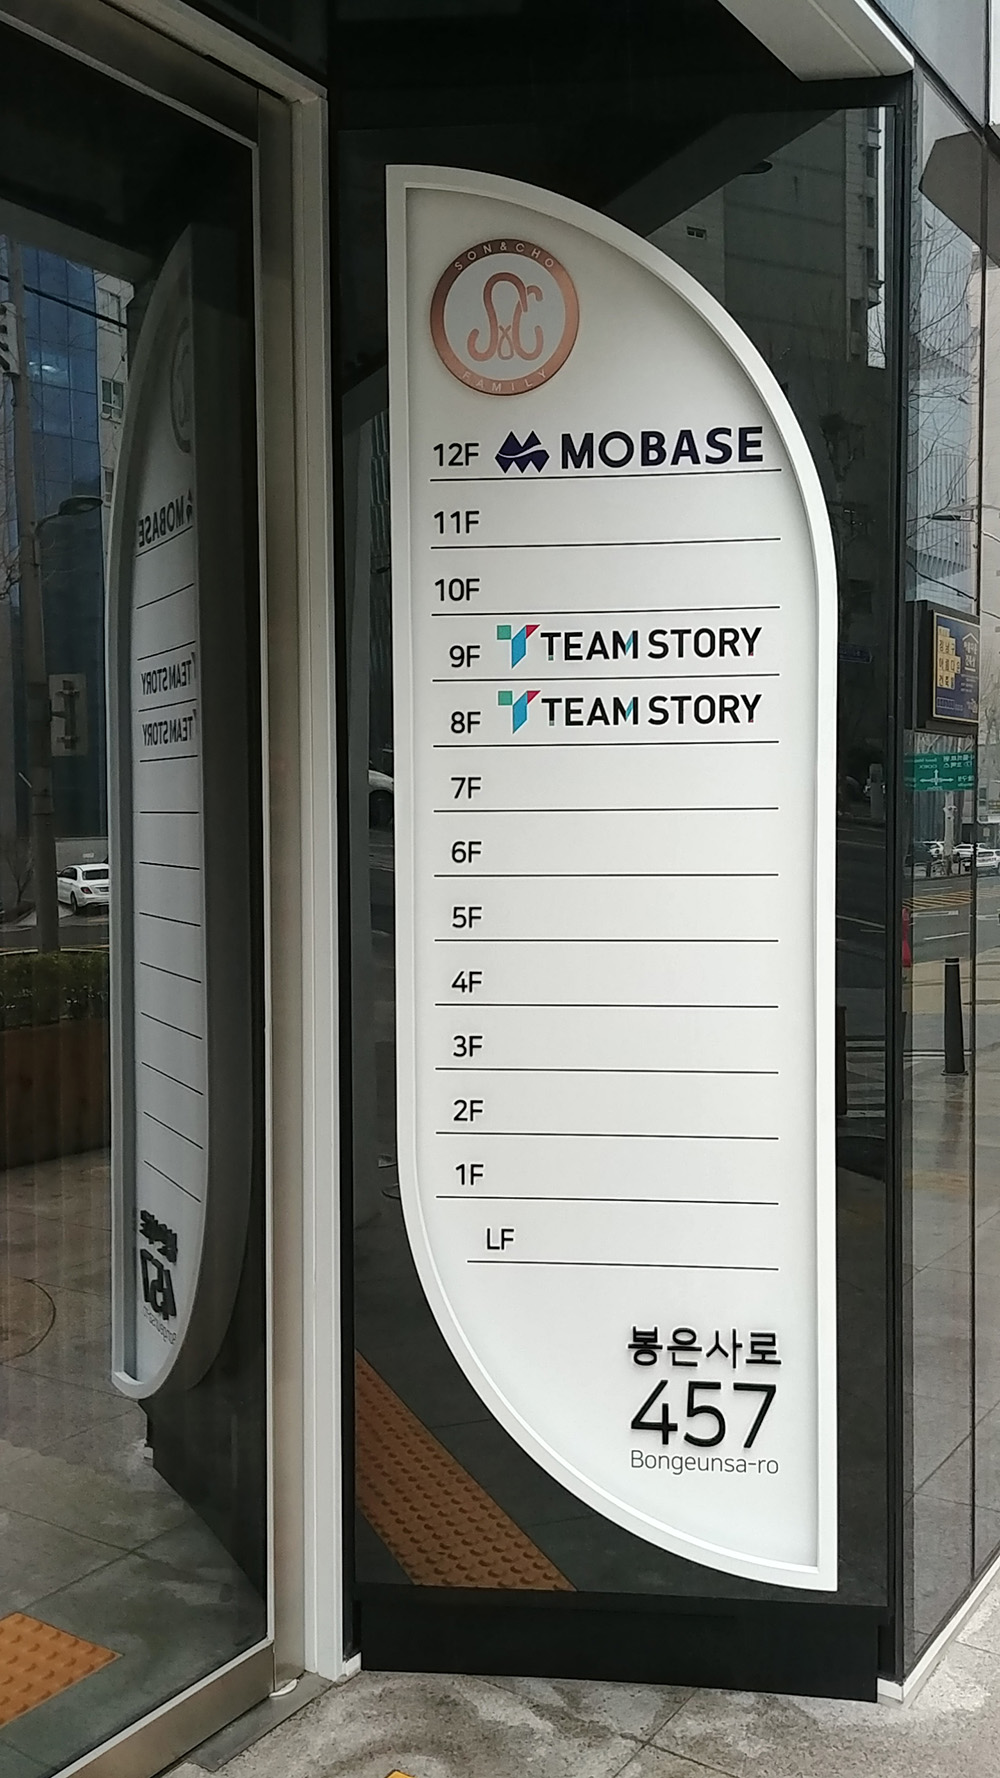 SON & CHO
FAMILY
12F MOBASE
11F
10F
9F TEAM STORY
8F TEAM STORY
7F
6F
5F
4F
3F
2F
1F
LF
봉은사로
457
Bongeunsa-ro